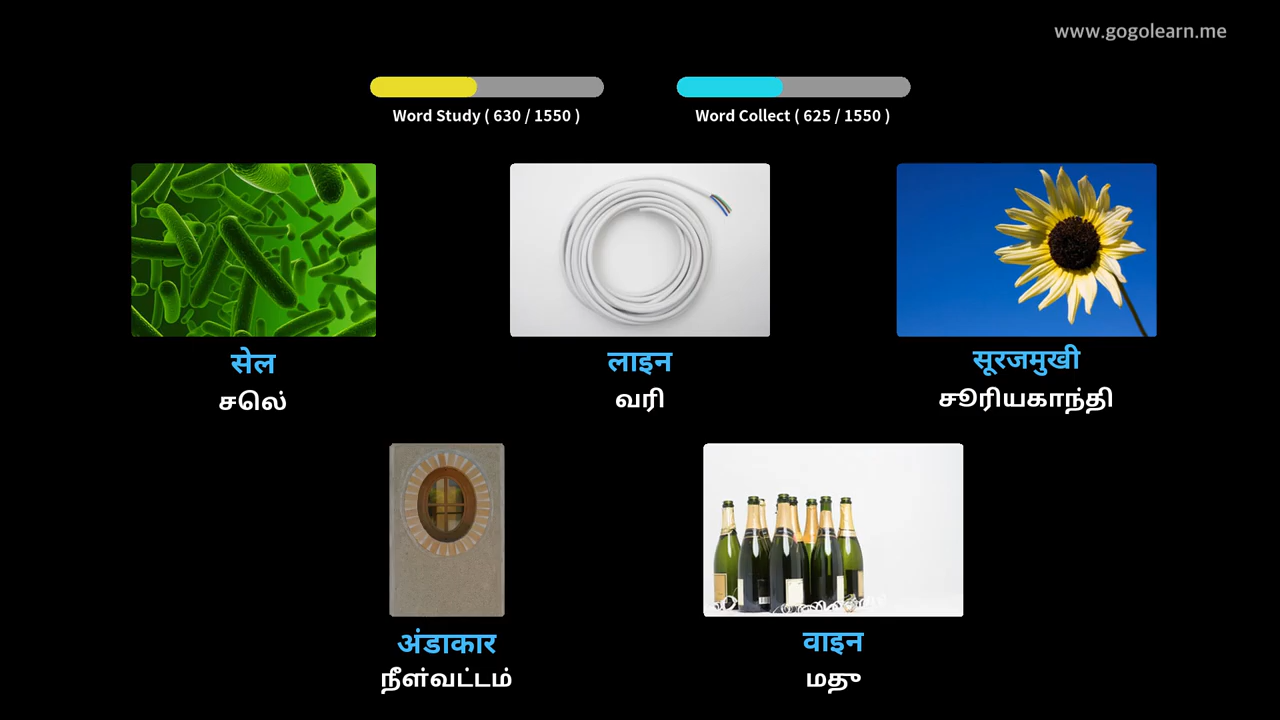 www.gogolearn.me
Word Study ( 630 / 1550 )
Word Collect ( 625 / 1550 )
सेल
செல்
लाइन
வரி
सूरजमुखी
சூரியகாந்தி
अंडाकार
நீள்வட்டம்
वाइन
மது